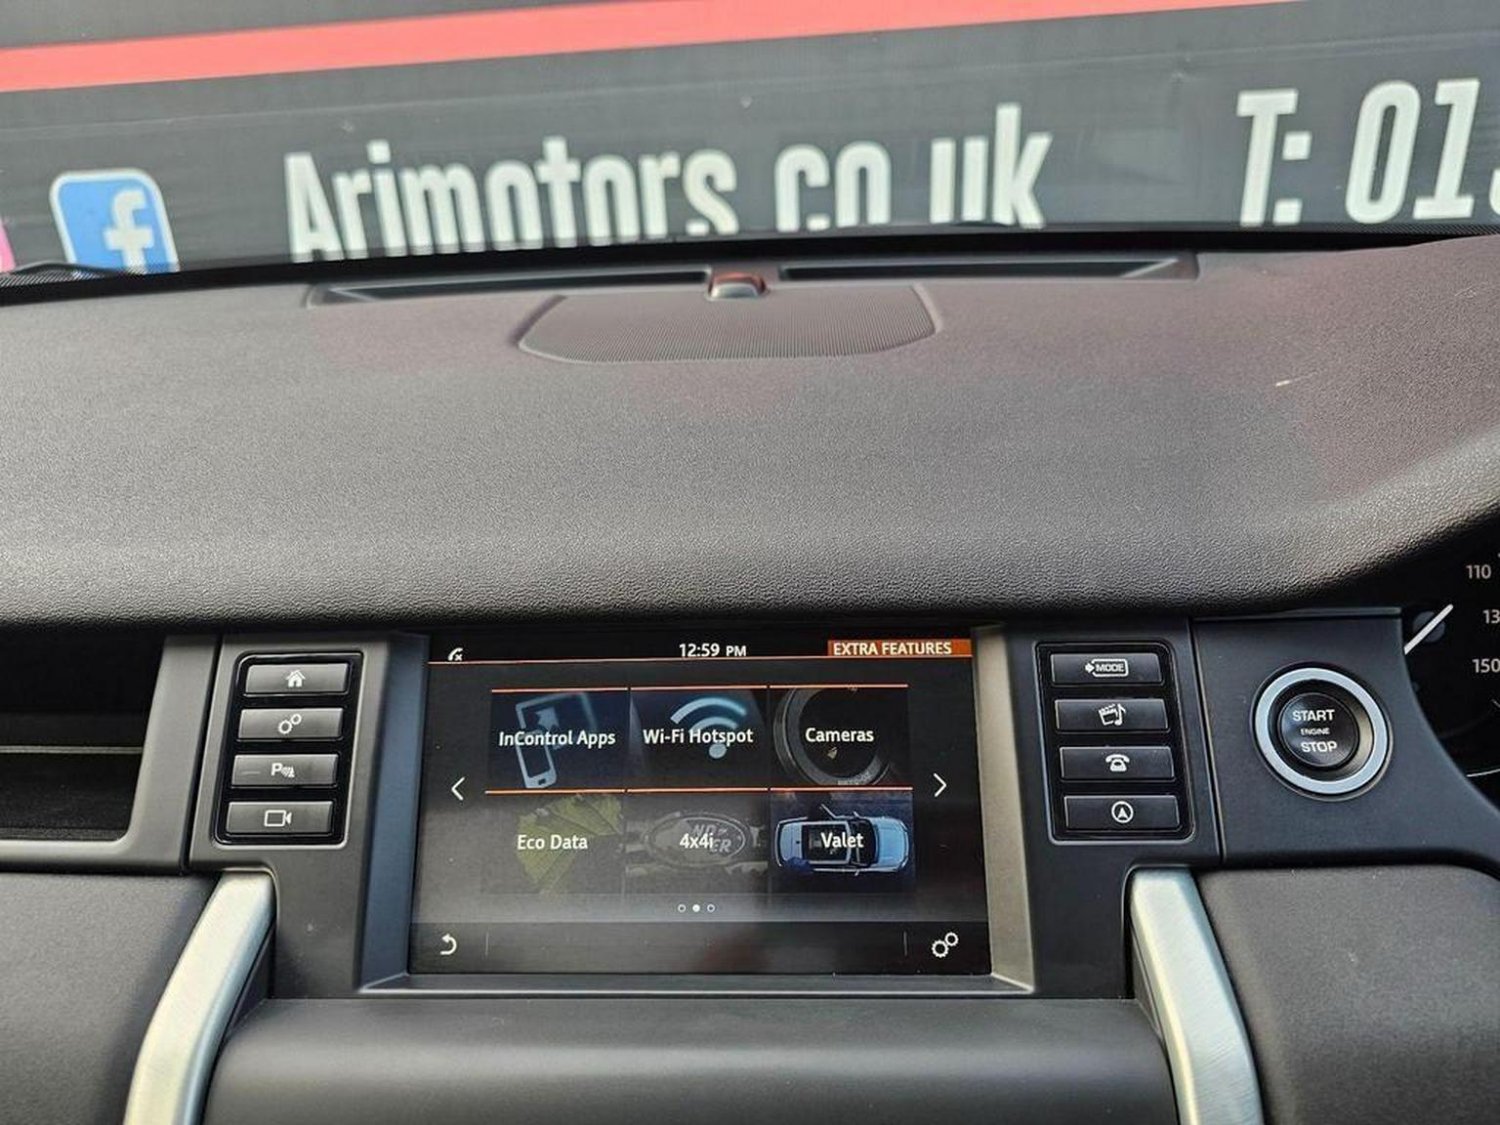 f
Arimotors.co.uk
T: 01
12:59 PM
EXTRA FEATURES
InControl Apps
Wi-Fi Hotspot
Cameras
Eco Data
4x4i
Valet
P
MODE
START
ENGINE
STOP
110
150